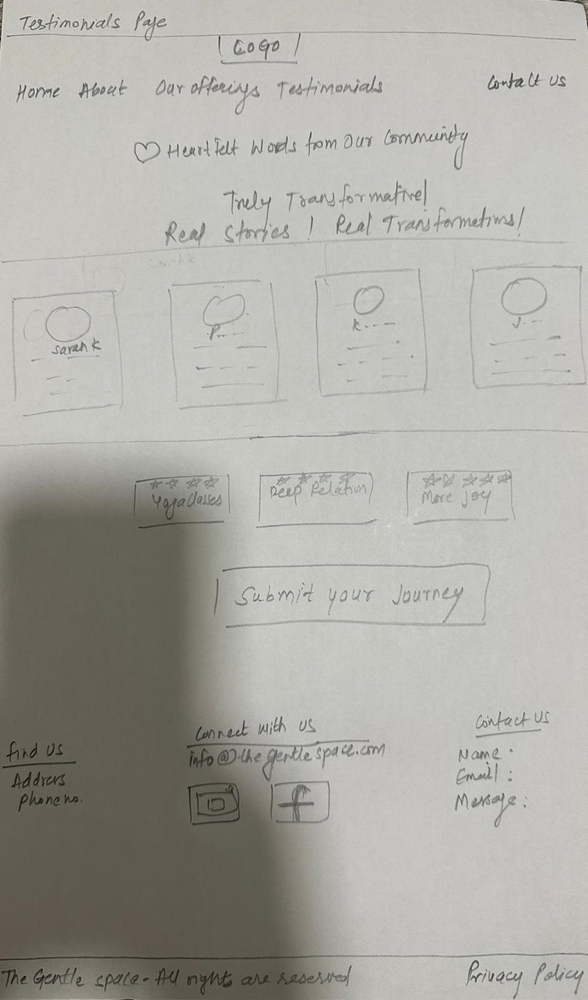 Testimonials Page
LOGO
Home About Our offerings Testimonials Contact us
Heartfelt Words from Our Community
Truly Transformative!
Real Stories ! Real Transformations!
Sarah K
P----
K----
J---
Yoga Classes
Deep Relation
More Joy
Submit your Journey
Connect with us
info@thegentlespace.com
f
find us
Address
Phone no.
Contact us
Name :
Email :
Message :
The Gentle space - All right are reserved
Privacy Policy